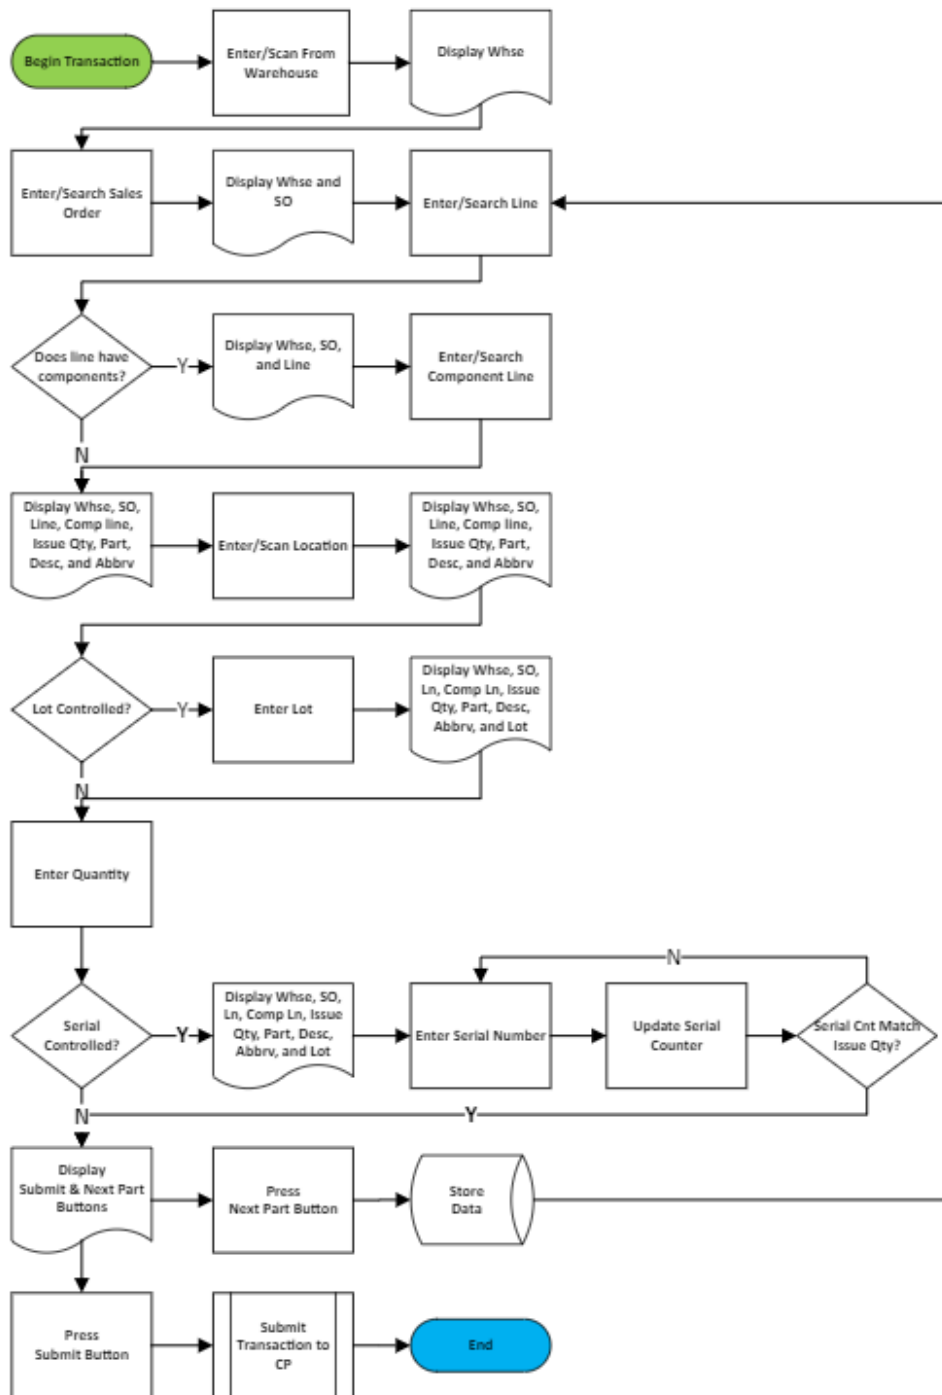 Begin Transaction
Enter/Scan From
Warehouse
Display Whse
Enter/Search Sales
Order
Display Whse and
SO
Enter/Search Line
Does line have
components?
Y
Display Whse, SO,
and Line
Enter/Search
Component Line
N
Display Whse, SO,
Line, Comp line,
Issue Qty, Part,
Desc, and Abbrv
Enter/Scan Location
Display Whse, SO,
Line, Comp line,
Issue Qty, Part,
Desc, and Abbrv
Lot Controlled?
Y
Enter Lot
Display Whse, SO,
Ln, Comp Ln, Issue
Qty, Part, Desc,
Abbrv, and Lot
N
Enter Quantity
N
Serial
Controlled?
Y
Display Whse, SO,
Ln, Comp Ln, Issue
Qty, Part, Desc,
Abbrv, and Lot
Enter Serial Number
Update Serial
Counter
Serial Cnt Match
Issue Qty?
N
Y
Display
Submit & Next Part
Buttons
Press
Next Part Button
Store
Data
Press
Submit Button
Submit
Transaction to
CP
End